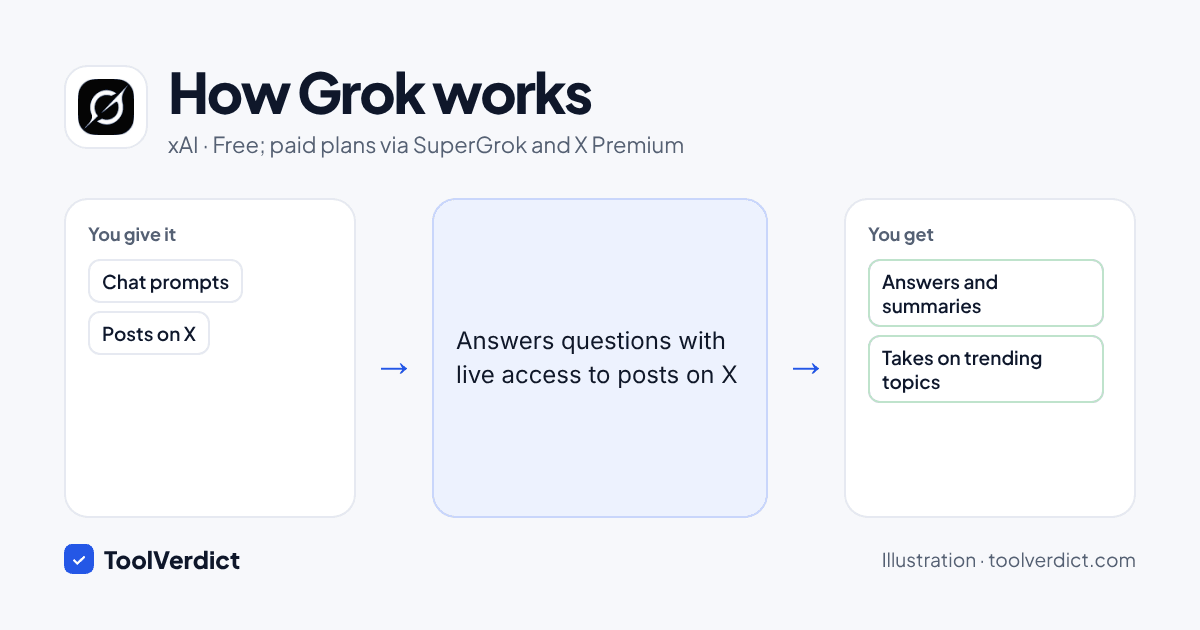 How Grok works
xAI · Free; paid plans via SuperGrok and X Premium
You give it
Chat prompts
Posts on X
→
Answers questions with
live access to posts on X
→
You get
Answers and
summaries
Takes on trending
topics
ToolVerdict
Illustration · toolverdict.com